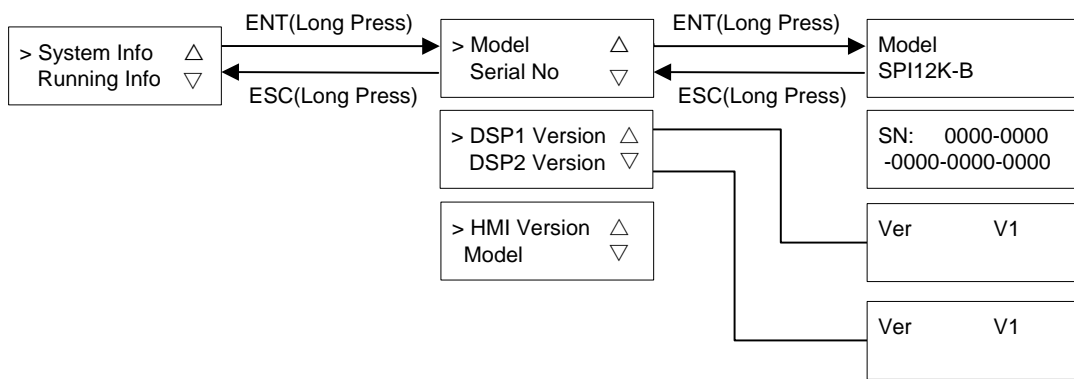 ENT(Long Press)
ENT(Long Press)
> System Info △
Running Info ▽
> Model △
Serial No ▽
Model
SPI12K-B
ESC(Long Press)
ESC(Long Press)
> DSP1 Version △
DSP2 Version ▽
SN: 0000-0000
-0000-0000-0000
> HMI Version △
Model ▽
Ver V1
Ver V1